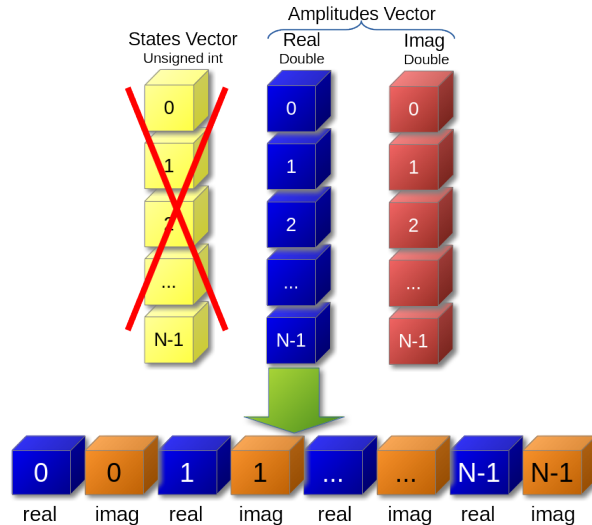 Amplitudes Vector
States Vector Real Imag
Unsigned int Double Double
0 0 0
1 1 1
2 2 2
... ... ...
N-1 N-1 N-1
0 0 1 1 ... ... N-1 N-1
real imag real imag real imag real imag